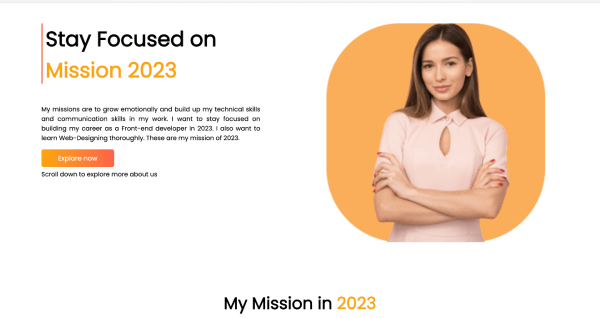 Stay Focused on
Mission 2023
My missions are to grow emotionally and build up my technical skills
and communication skills in my work. I want to stay focused on
building my career as a Front-end developer in 2023. I also want to
learn Web-Designing thoroughly. These are my mission of 2023.
Explore now
Scroll down to explore more about us
My Mission in 2023